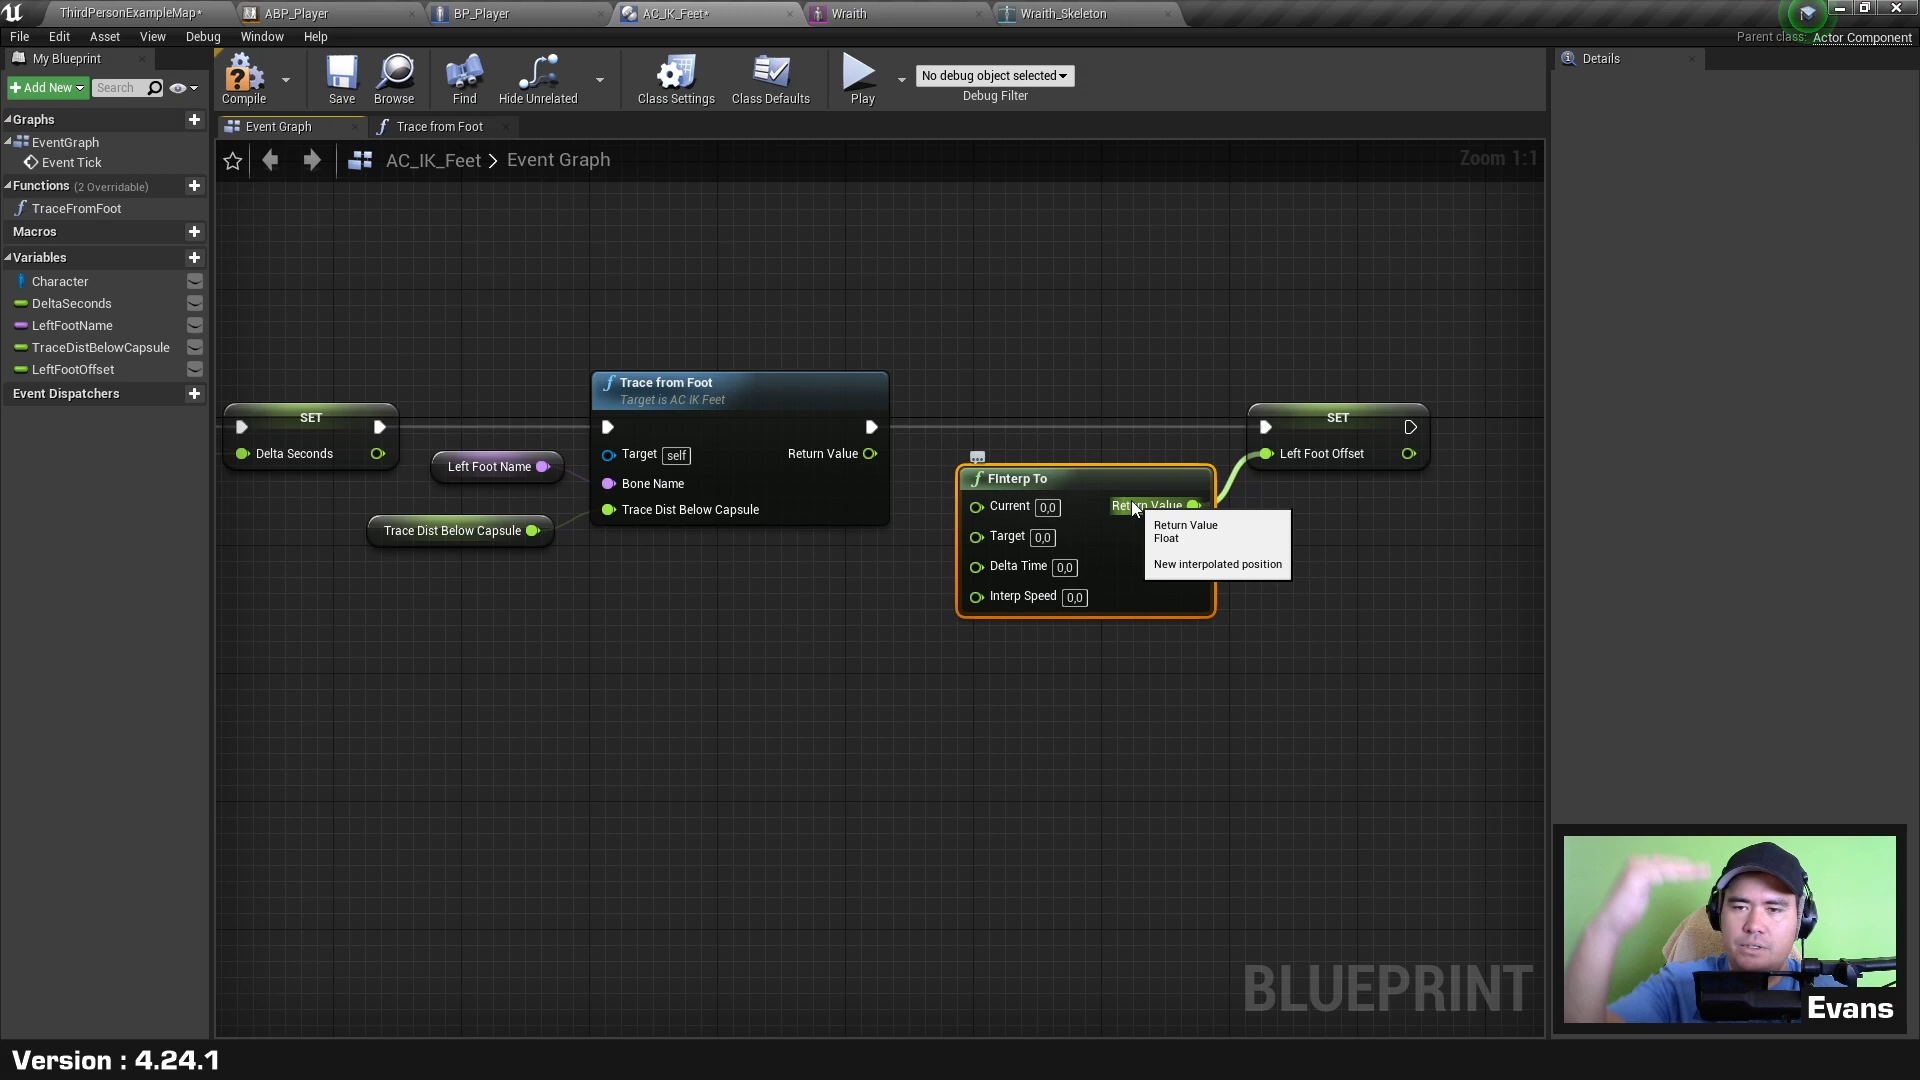 ThirdPersonExampleMap*
ABP_Player
BP_Player
AC_IK_Feet*
Wraith
Wraith_Skeleton
File Edit Asset View Debug Window Help
Parent class: Actor Component
My Blueprint
Add New
Search
Compile
Save
Browse
Find
Hide Unrelated
Class Settings
Class Defaults
Play
No debug object selected
Debug Filter
Details
Graphs
EventGraph
Event Tick
Functions (2 Overridable)
TraceFromFoot
Macros
Variables
Character
DeltaSeconds
LeftFootName
TraceDistBelowCapsule
LeftFootOffset
Event Dispatchers
Event Graph
Trace from Foot
AC_IK_Feet > Event Graph
Zoom 1:1
SET
Delta Seconds
Left Foot Name
Trace Dist Below Capsule
Trace from Foot
Target is AC IK Feet
Target self
Return Value
Bone Name
Trace Dist Below Capsule
FInterp To
Current 0,0
Return Value
Target 0,0
Delta Time 0,0
Interp Speed 0,0
Return Value
Float
New interpolated position
SET
Left Foot Offset
BLUEPRINT
Evans
Version : 4.24.1